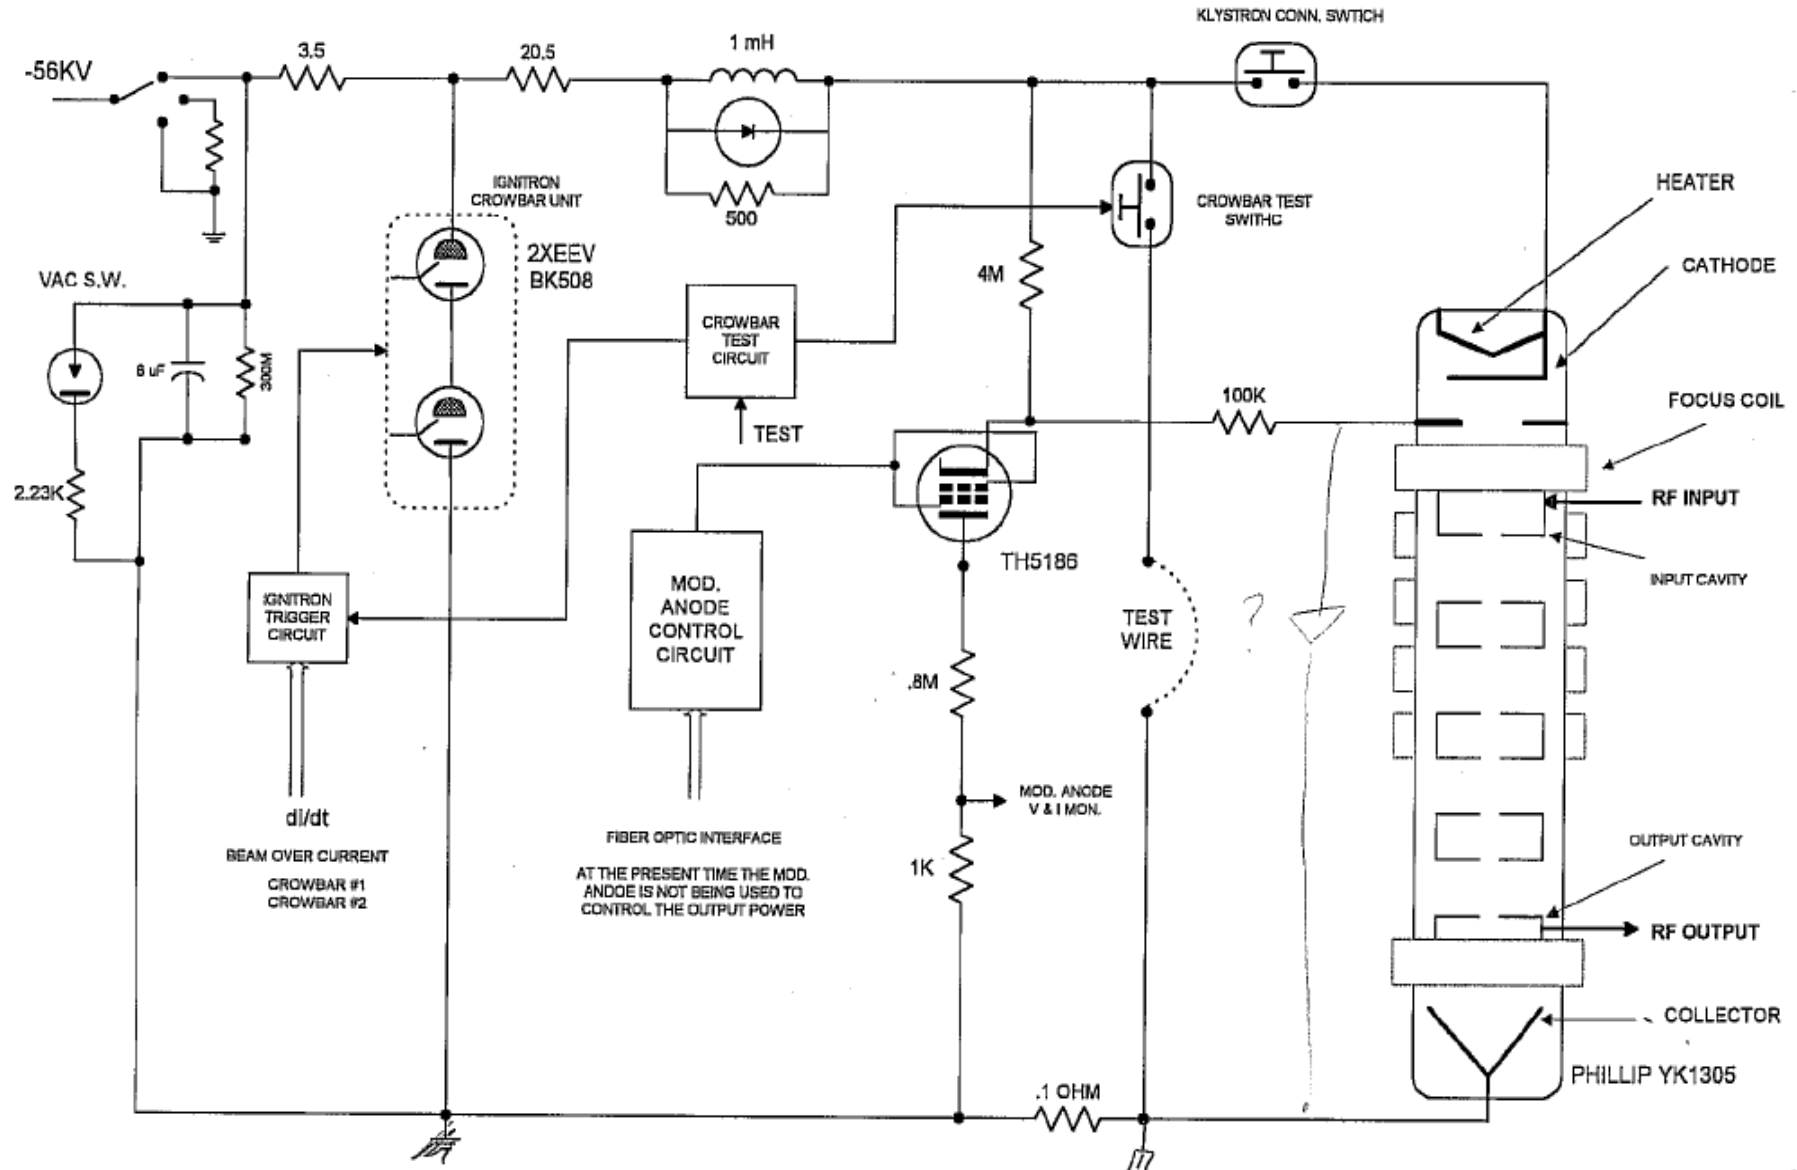 KLYSTRON CONN. SWTICH
-56KV
3.5
20.5
1 mH
500
IGNITRON
CROWBAR UNIT
2XEEV
BK508
VAC S.W.
6 uF
300M
2.23K
CROWBAR
TEST
CIRCUIT
TEST
4M
CROWBAR TEST
SWITHC
HEATER
CATHODE
FOCUS COIL
100K
RF INPUT
INPUT CAVITY
TH5186
MOD.
ANODE
CONTROL
CIRCUIT
IGNITRON
TRIGGER
CIRCUIT
TEST
WIRE
?
.8M
MOD. ANODE
V & I MON.
1K
dI/dt
BEAM OVER CURRENT
CROWBAR #1
CROWBAR #2
FIBER OPTIC INTERFACE
AT THE PRESENT TIME THE MOD.
ANDOE IS NOT BEING USED TO
CONTROL THE OUTPUT POWER
OUTPUT CAVITY
RF OUTPUT
COLLECTOR
PHILLIP YK1305
.1 OHM